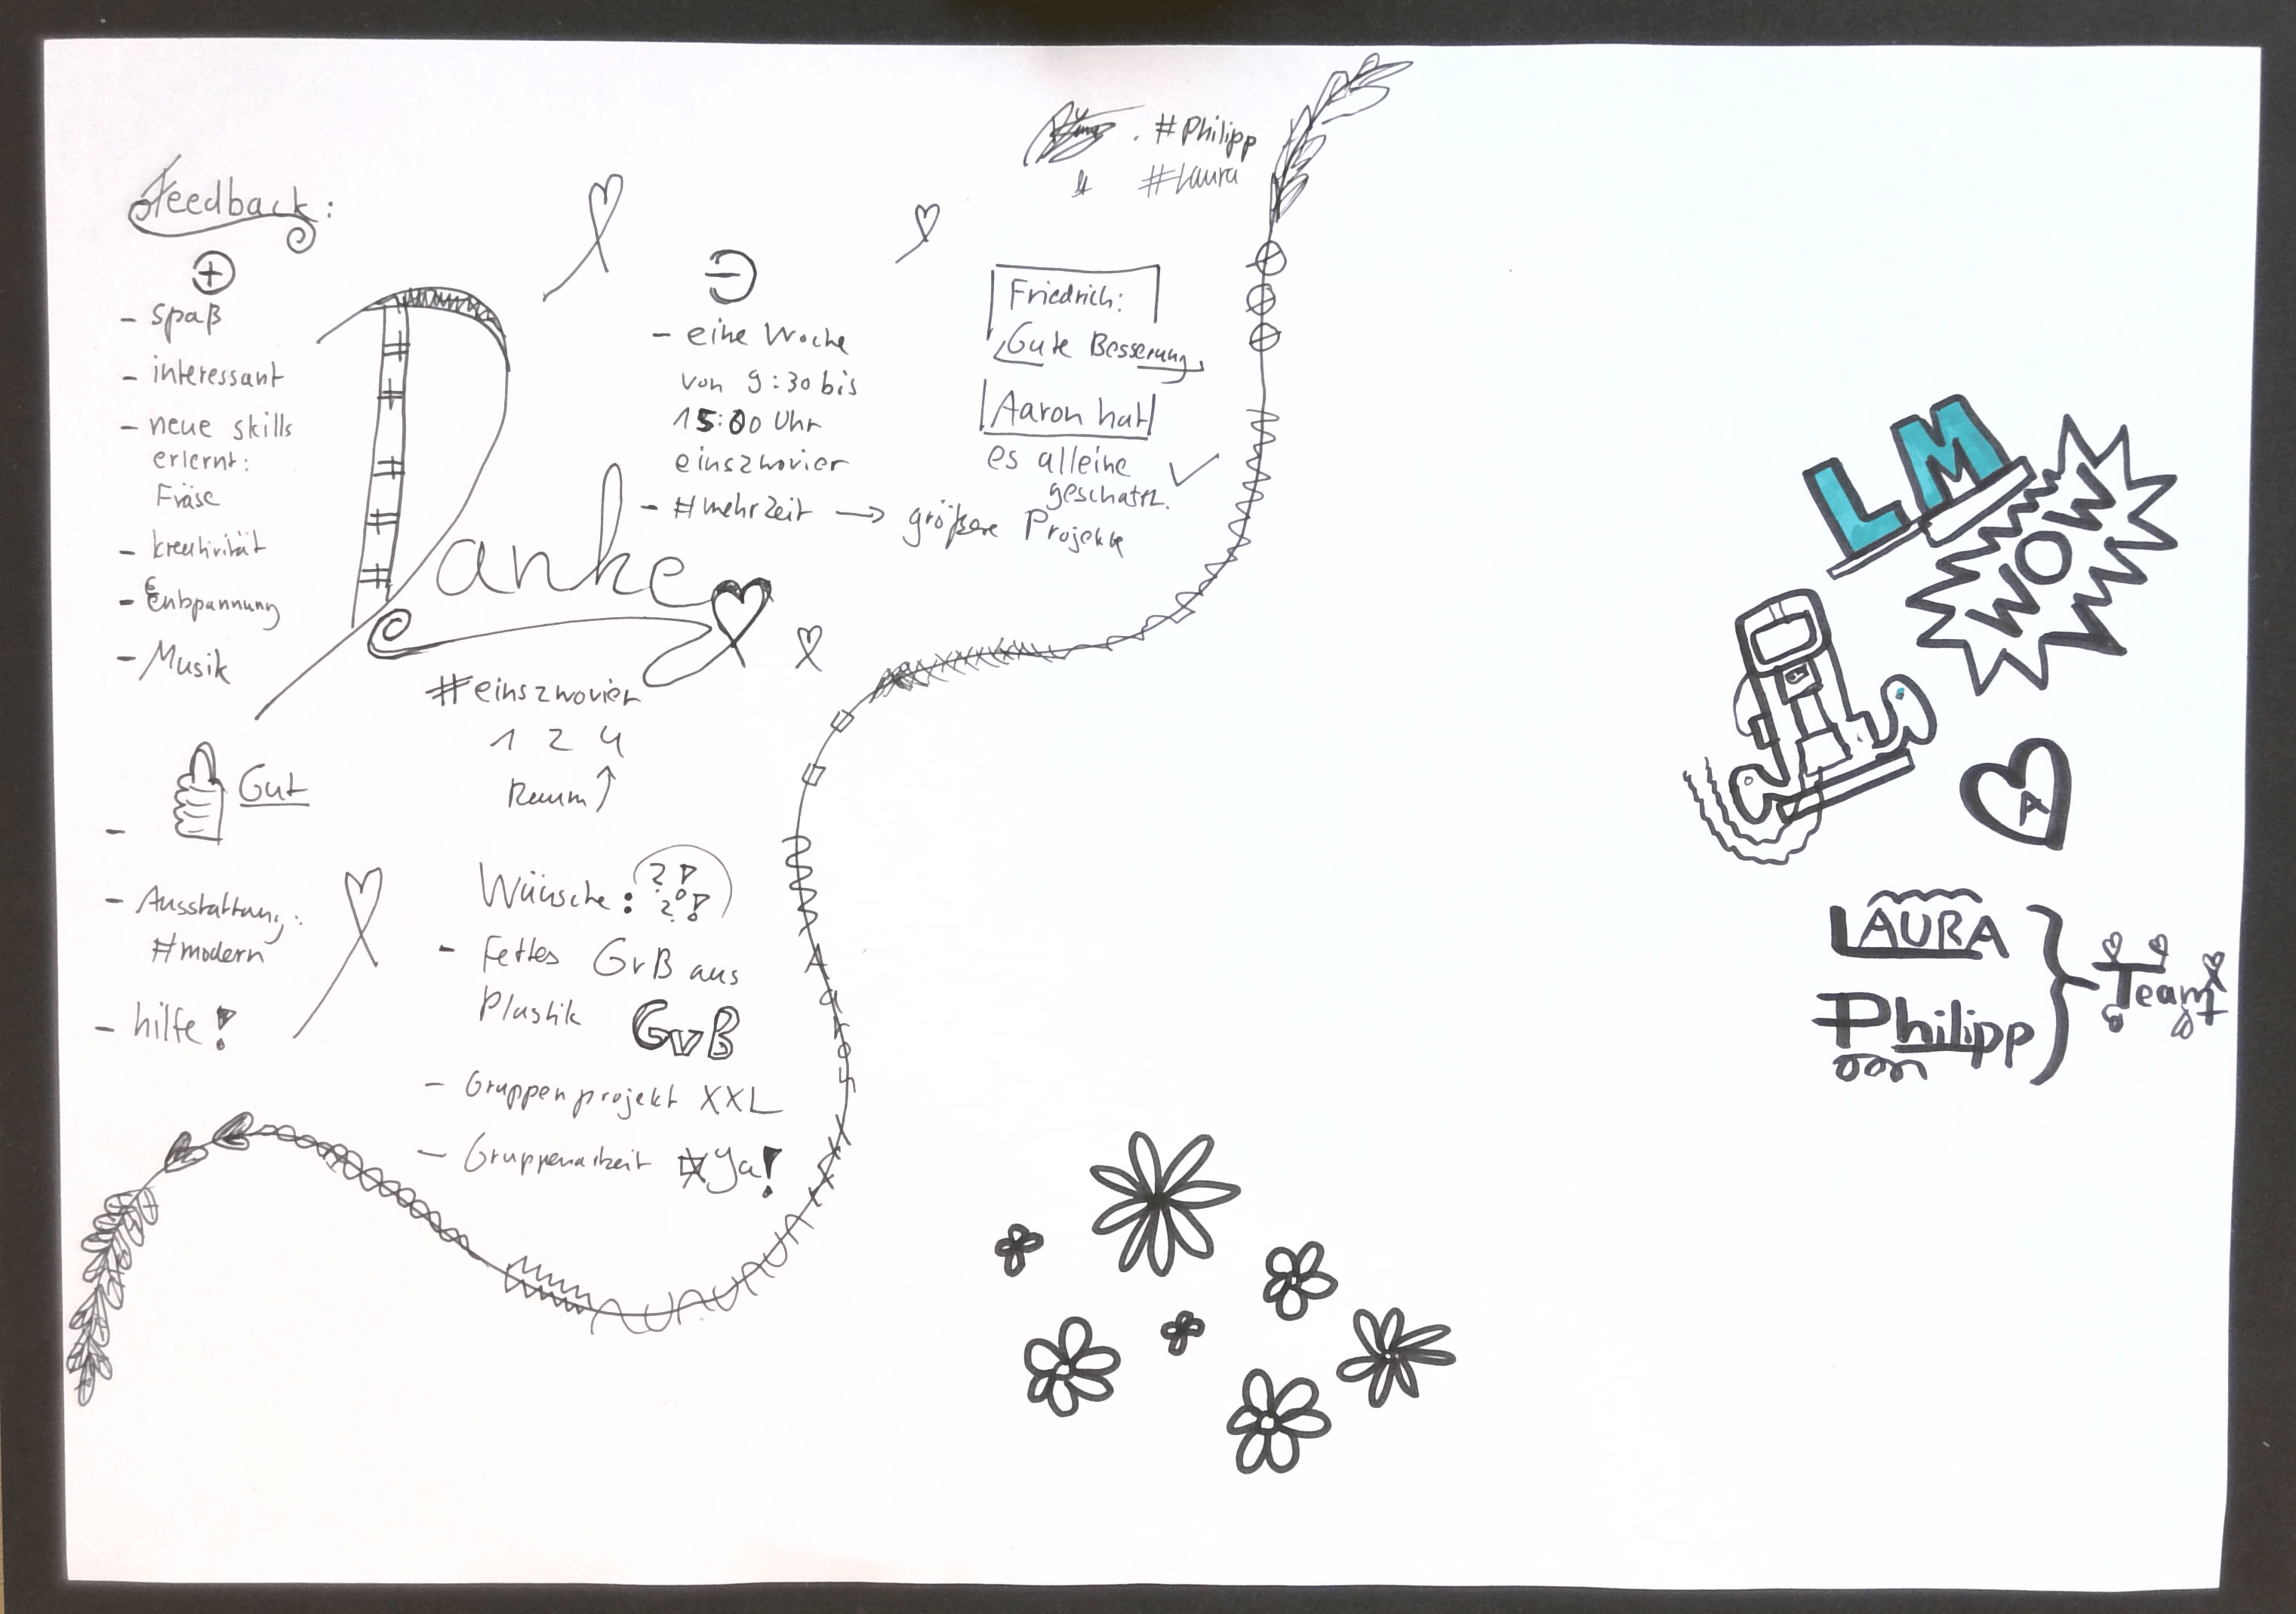 #Philipp
#Laura
Feedback:
+
- Spaß
- interessant
- neue skills
erlernt:
Fräse
- kreativität
- Entspannung
- Musik
Danke
#einszwovier
1 2 4
Raum ↑
-
- eine Woche
von 9:30 bis
15:00 Uhr
einszwovier
- #mehrZeit → größere Projekte
Friedrich:
Gute Besserung
Aaron hat
es alleine
geschafft.
Gut
-
- Ausstattung:
#modern
- hilfe!
Wünsche: ?!?!
- Fettes GvB aus
Plastik GvB
- Gruppenprojekt XXL
- Gruppenarbeit Ja!
Aaron
LM
WOW
A
LAURA
Philipp
Team